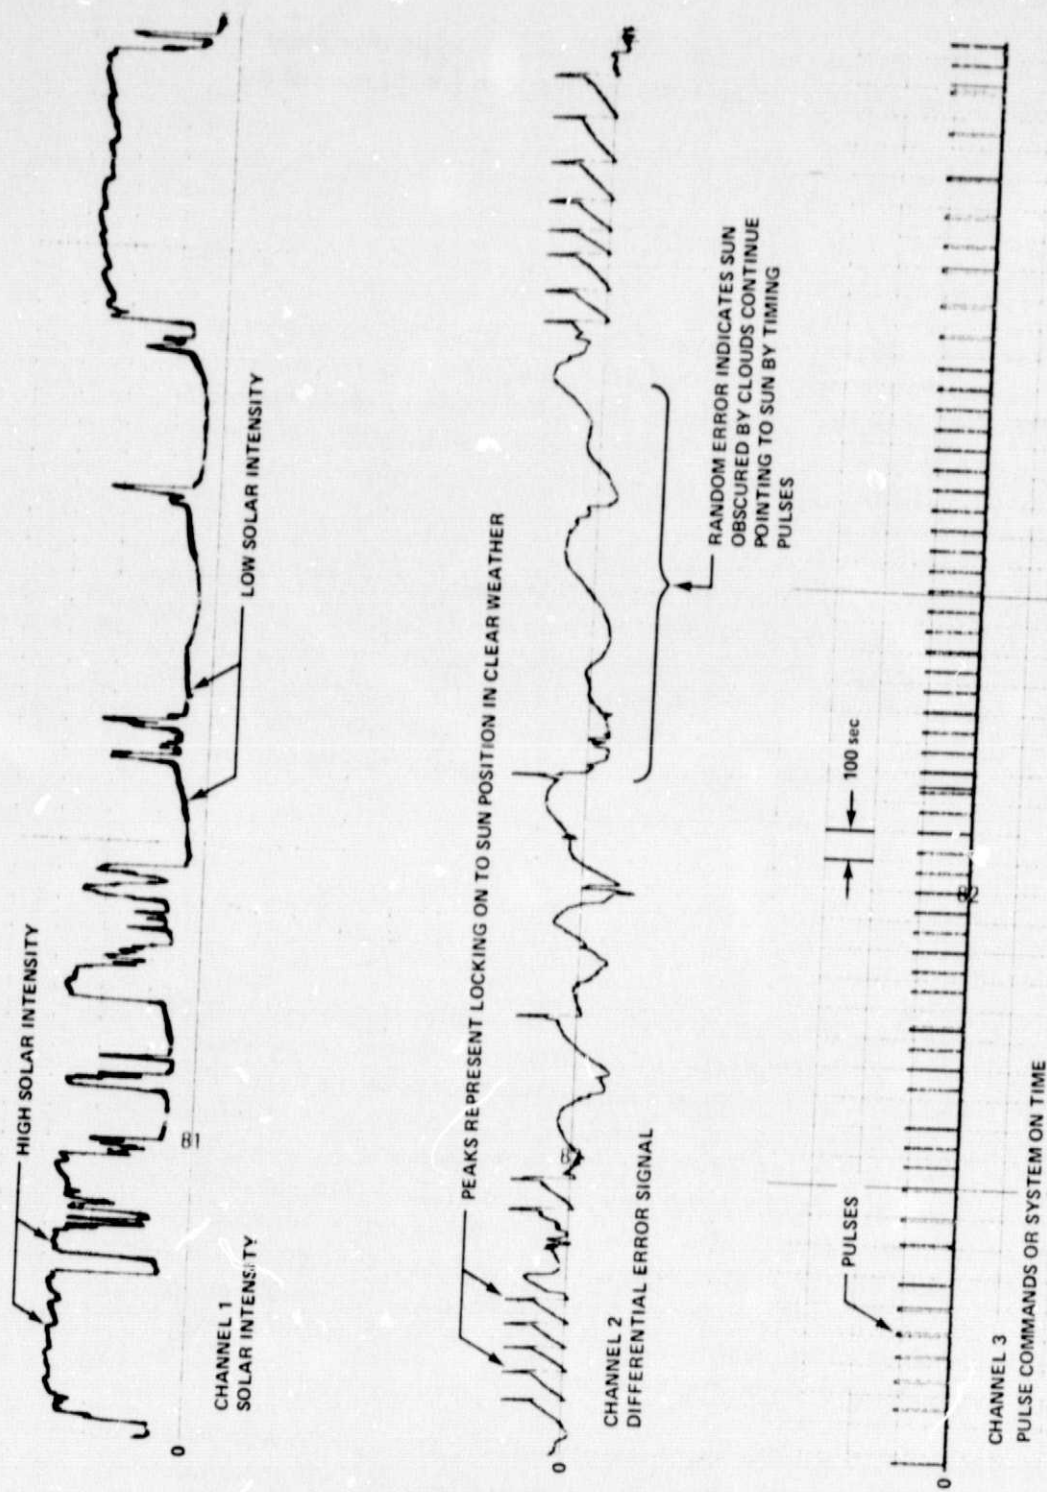 HIGH SOLAR INTENSITY
LOW SOLAR INTENSITY
0
81
CHANNEL 1
SOLAR INTENSITY
PEAKS REPRESENT LOCKING ON TO SUN POSITION IN CLEAR WEATHER
RANDOM ERROR INDICATES SUN
OBSCURED BY CLOUDS CONTINUE
POINTING TO SUN BY TIMING
PULSES
0
8
CHANNEL 2
DIFFERENTIAL ERROR SIGNAL
100 sec
PULSES
0
82
CHANNEL 3
PULSE COMMANDS OR SYSTEM ON TIME